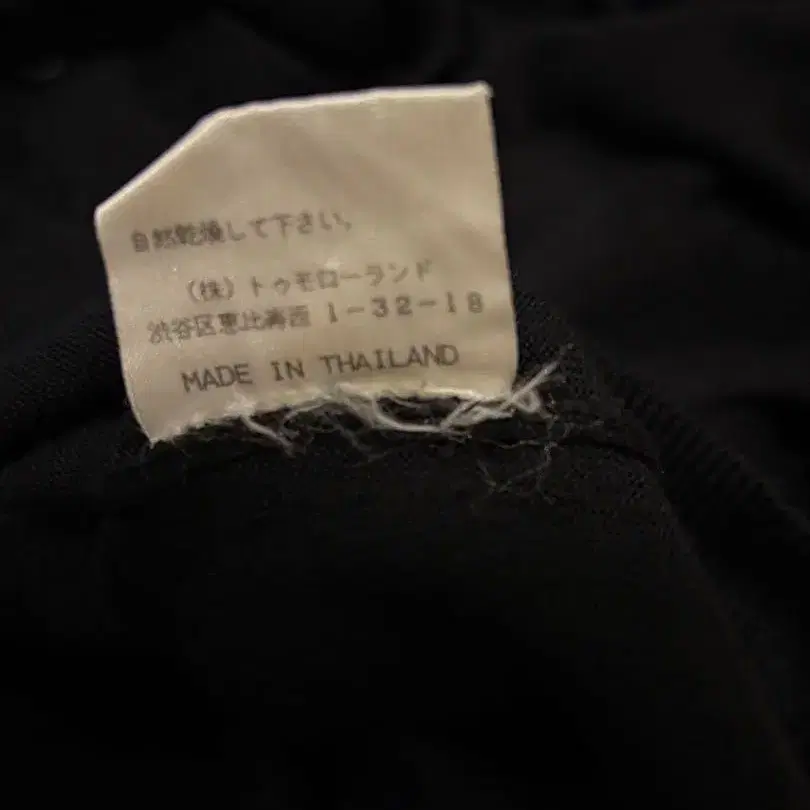 自然乾燥して下さい。
（株）トゥモローランド
渋谷区恵比寿西 1-32-18
MADE IN THAILAND